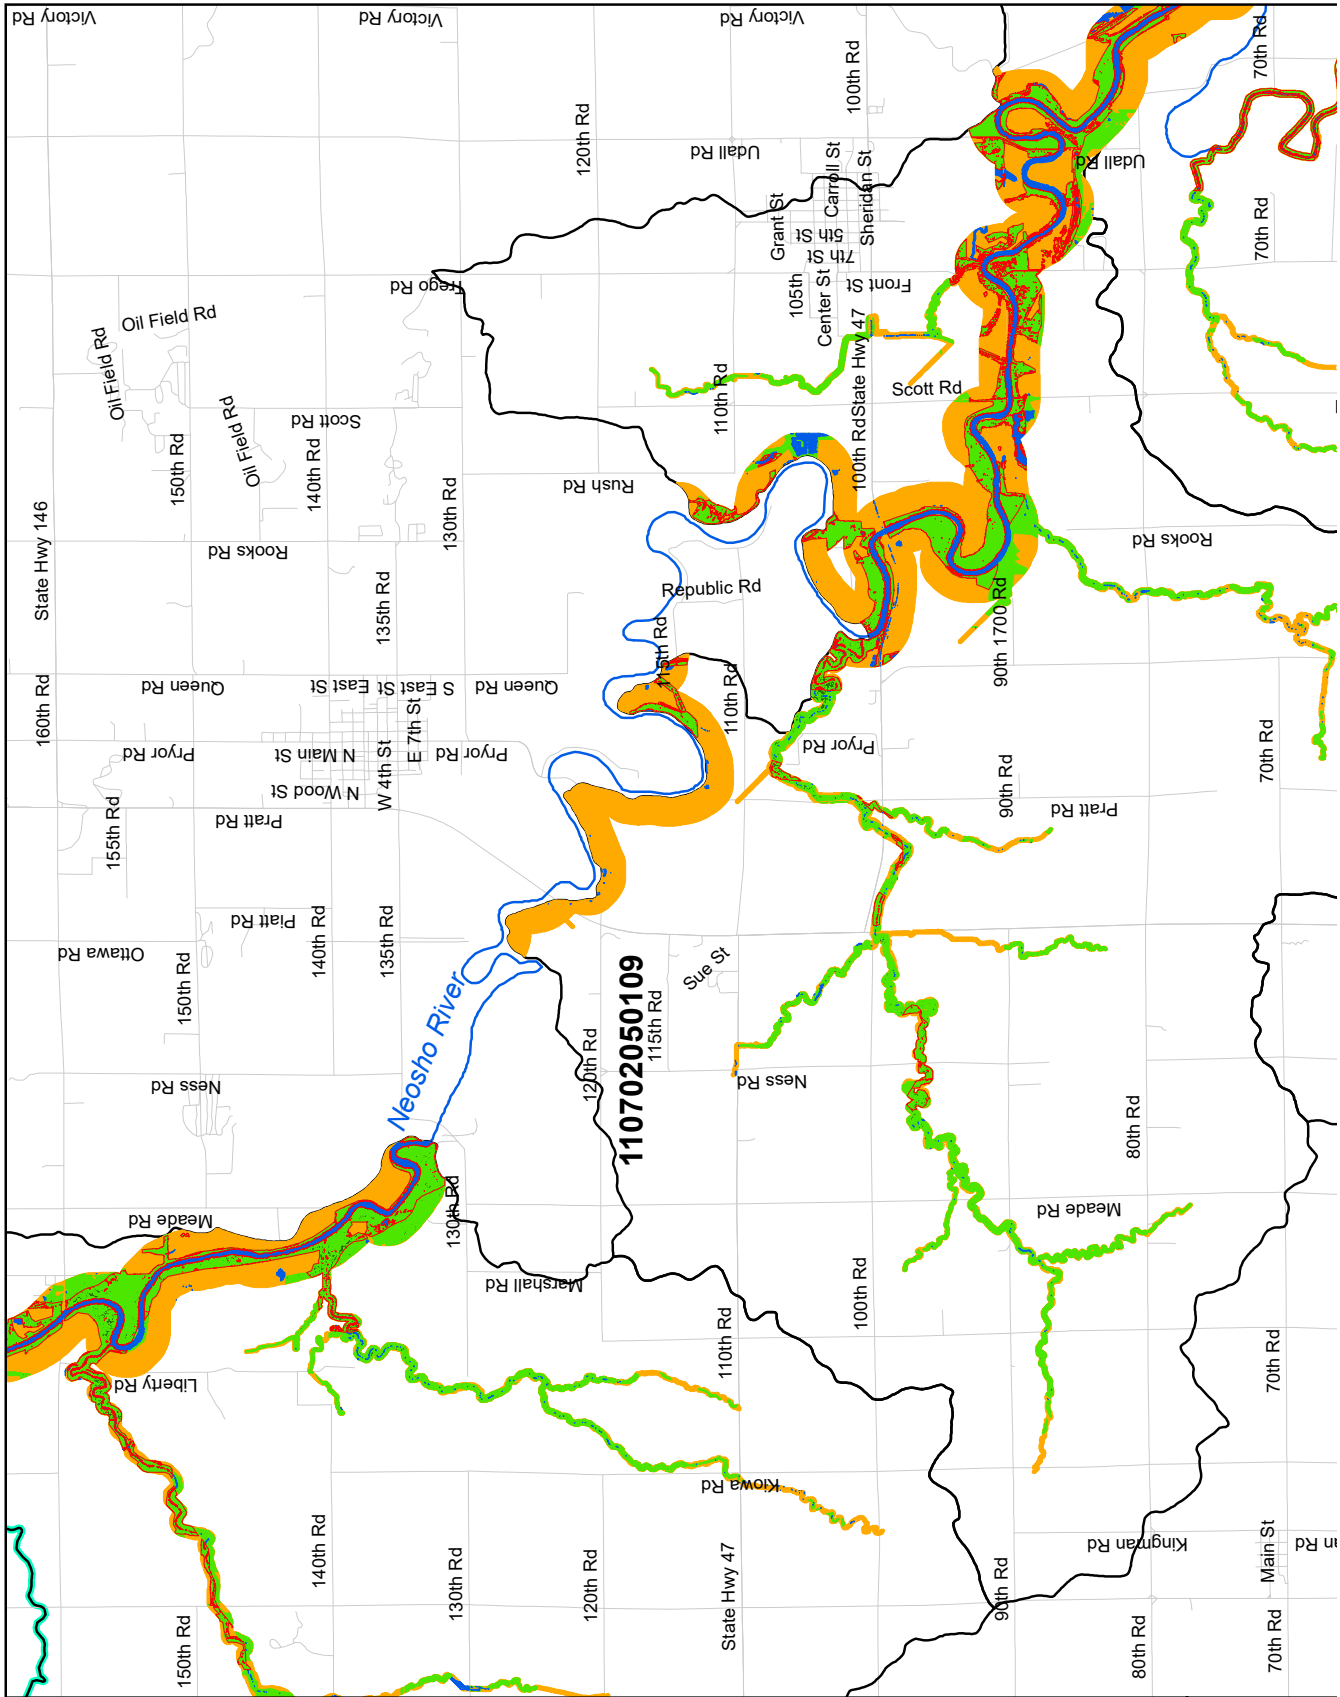 Victory Rd
Victory Rd
Victory Rd
70th Rd
100th Rd
120th Rd
Udall Rd
Udall Rd
Carroll St
Sheridan St
Grant St
5th St
7th St
70th Rd
Trego Rd
Front St
105th
Center St
Oil Field Rd
Oil Field Rd
Scott Rd
100th Rd
State Hwy 47
Scott Rd
110th Rd
Oil Field Rd
150th Rd
140th Rd
Rush Rd
130th Rd
State Hwy 146
Rooks Rd
Rooks Rd
135th Rd
Republic Rd
90th 1700 Rd
115th Rd
160th Rd
Queen Rd
East St
S East St
Queen Rd
110th Rd
Pryor Rd
N Main St
E 7th St
Pryor Rd
Pryor Rd
70th Rd
W 4th St
N Wood St
90th Rd
Pratt Rd
Pratt Rd
155th Rd
Piatt Rd
140th Rd
135th Rd
Ottawa Rd
150th Rd
Sue St
115th Rd
Neosho River
110702050109
120th Rd
Ness Rd
Ness Rd
80th Rd
130th Rd
Meade Rd
Meade Rd
Marshall Rd
100th Rd
110th Rd
70th Rd
Liberty Rd
Kiowa Rd
140th Rd
130th Rd
120th Rd
State Hwy 47
90th Rd
Kingman Rd
Main St
150th Rd
80th Rd
70th Rd